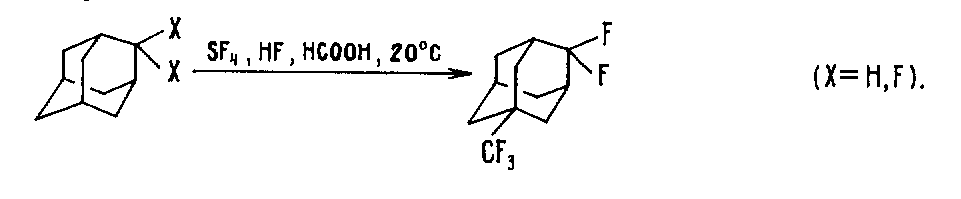 X
X
SF₄, HF, HCOOH, 20°C
F
F
(X=H,F).
CF₃